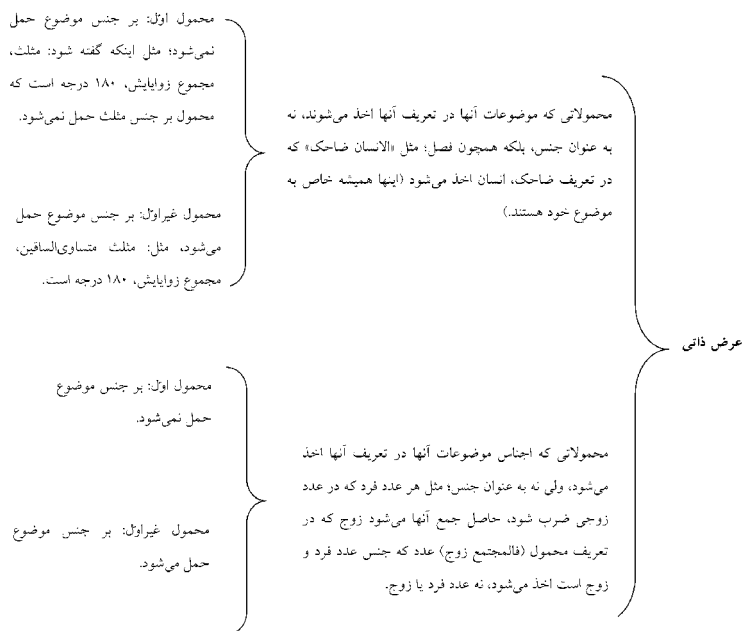 عرض ذاتی
محمولاتی که موضوعات آنها در تعریف آنها اخذ می‌شوند، نه
به عنوان جنس، بلکه همچون فصل؛ مثل «الانسان ضاحک» که
در تعریف ضاحک، انسان اخذ می‌شود (اینها همیشه خاص به
موضوع خود هستند.)
محمول اوّل: بر جنس موضوع حمل
نمی‌شود؛ مثل اینکه گفته شود: مثلث،
مجموع زوایایش، ۱۸۰ درجه است که
محمول بر جنس مثلث حمل نمی‌شود.
محمول غیراوّل: بر جنس موضوع حمل
می‌شود، مثل: مثلث متساوی‌الساقین،
مجموع زوایایش، ۱۸۰ درجه است.
محمولاتی که اجناس موضوعات آنها در تعریف آنها اخذ
می‌شود، ولی نه به عنوان جنس؛ مثل هر عدد فرد که در عدد
زوجی ضرب شود، حاصل جمع آنها می‌شود زوج که در
تعریف محمول (فالمجتمع زوج) عدد که جنس عدد فرد و
زوج است اخذ می‌شود، نه عدد فرد یا زوج.
محمول اوّل: بر جنس موضوع
حمل نمی‌شود.
محمول غیراوّل: بر جنس موضوع
حمل می‌شود.